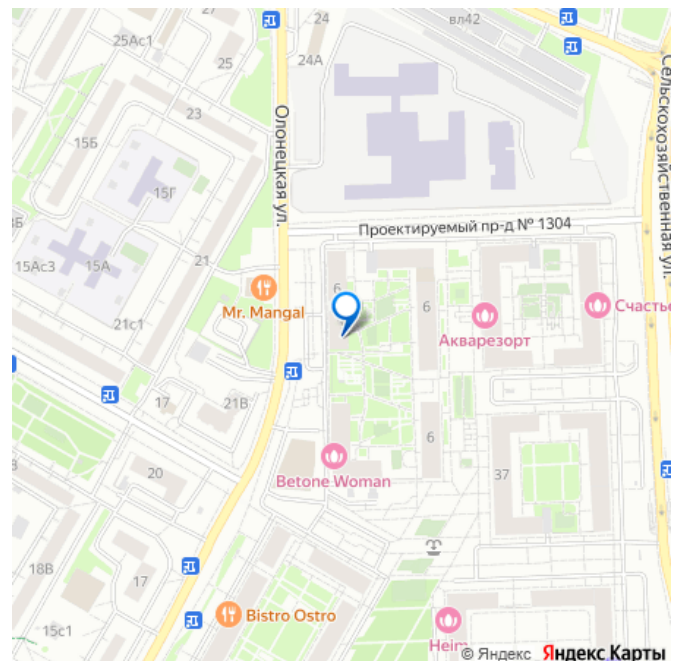 27
24
вл42
25Ас1
25
24А
23
15Б
15Г
Олонецкая ул.
Сельскохозяйственная ул.
Проектируемый пр-д № 1304
15Ас3
15А
21
6
Mr. Mangal
6
Счастье
Акварезорт
21с1
17
21В
6
37
20
Betone Woman
18В
17
15с1
Bistro Ostro
Heim
© Яндекс Яндекс Карты